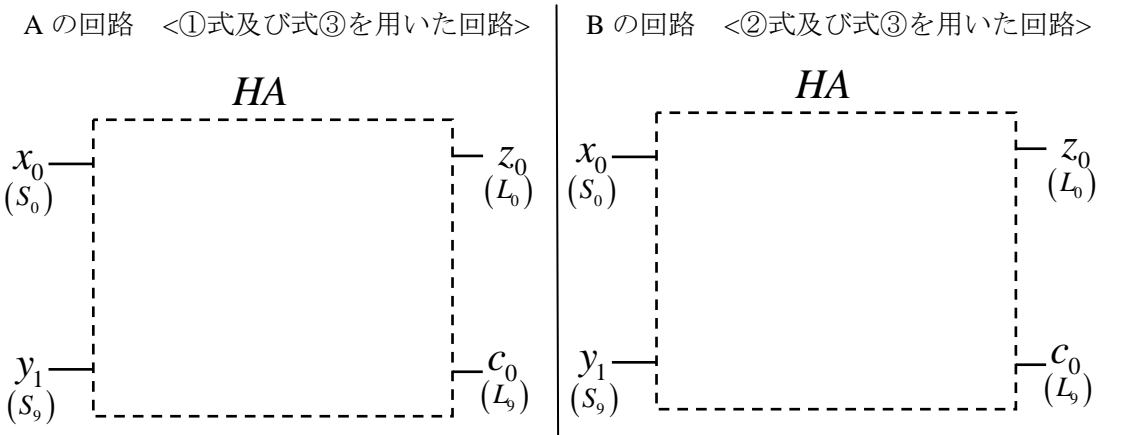 A の回路 <①式及び式③を用いた回路>
HA
x₀
(S₀)
y₁
(S₉)
z₀
(L₀)
c₀
(L₉)
B の回路 <②式及び式③を用いた回路>
HA
x₀
(S₀)
y₁
(S₉)
z₀
(L₀)
c₀
(L₉)